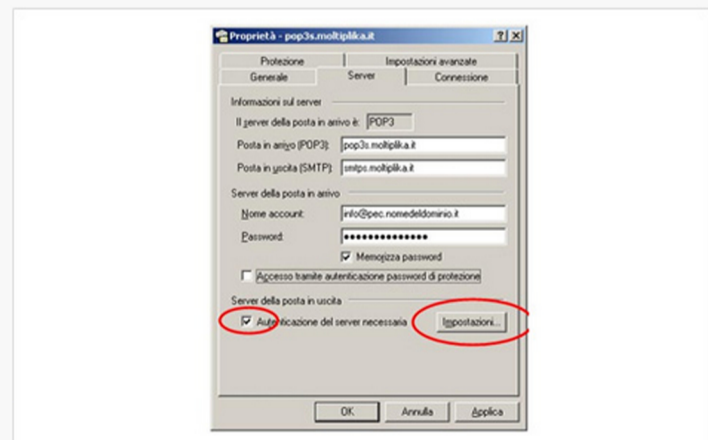 Proprietà - pop3s.moltiplika.it
Protezione Impostazioni avanzate
Generale Server Connessione
Informazioni sul server
Il server della posta in arrivo è: POP3
Posta in arrivo (POP3): pop3s.moltiplika.it
Posta in uscita (SMTP): smtps.moltiplika.it
Server della posta in arrivo
Nome account: info@pec.nomedeldominio.it
Password: ●●●●●●●●●●●●●●
Memorizza password
Accesso tramite autenticazione password di protezione
Server della posta in uscita
Autenticazione del server necessaria Impostazioni...
OK Annulla Applica